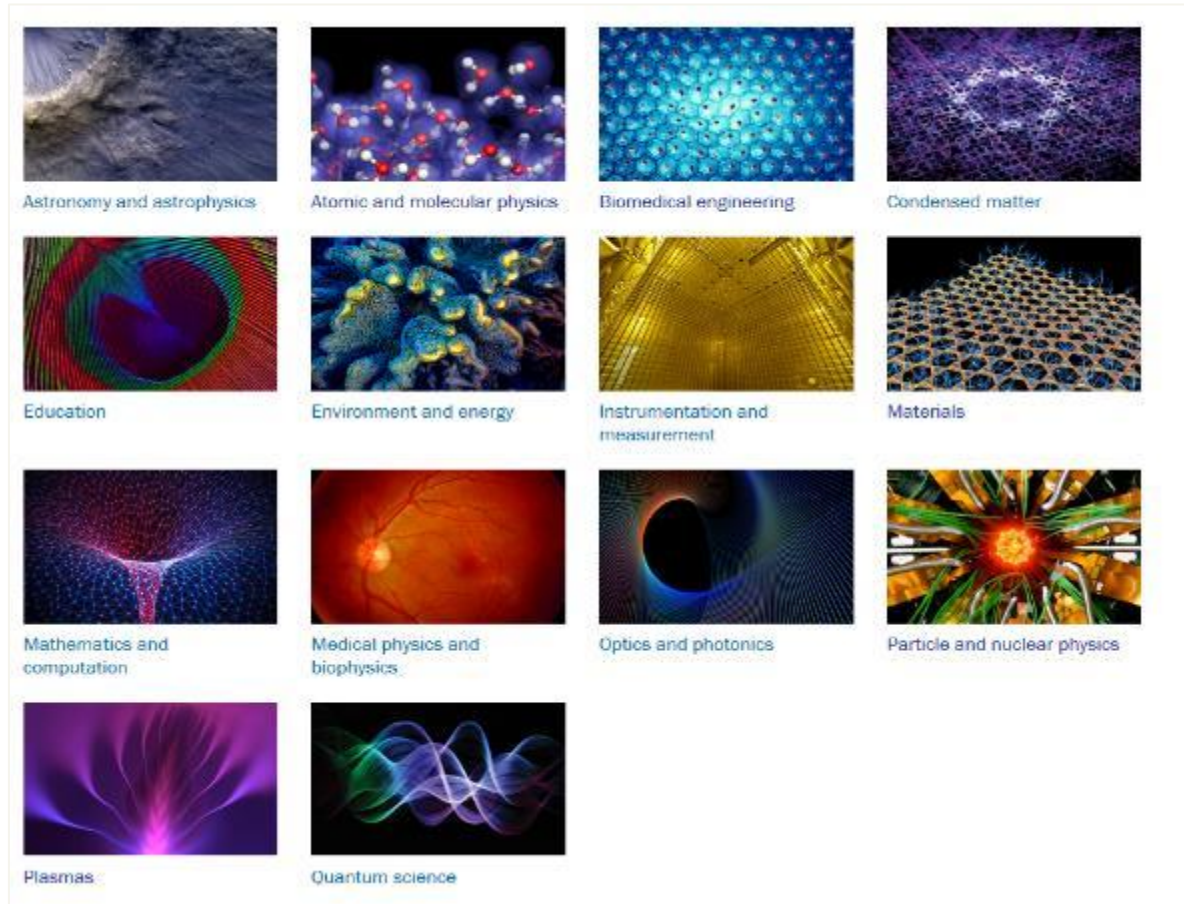 Astronomy and astrophysics
Atomic and molecular physics
Biomedical engineering
Condensed matter
Education
Environment and energy
Instrumentation and
measurement
Materials
Mathematics and
computation
Medical physics and
biophysics
Optics and photonics
Particle and nuclear physics
Plasmas
Quantum science